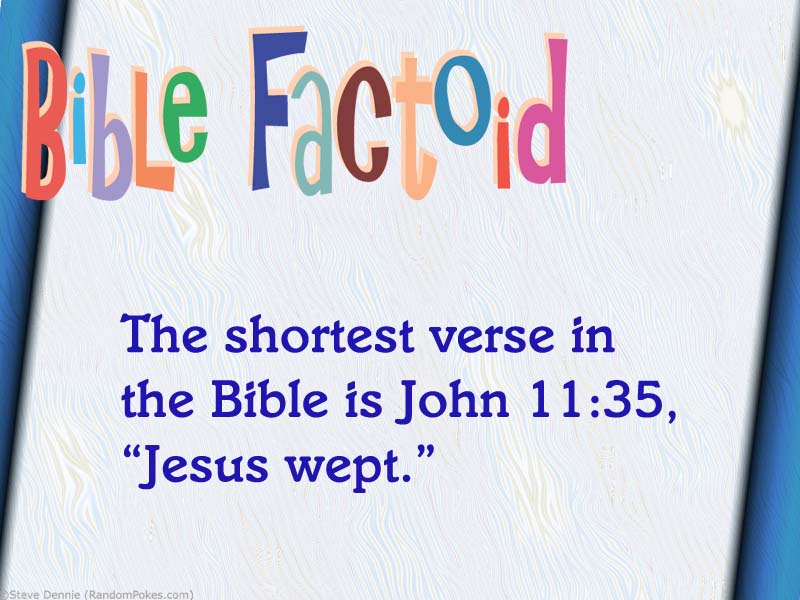 Bible Factoid
The shortest verse in
the Bible is John 11:35,
“Jesus wept.”
©Steve Dennie (RandomPokes.com)